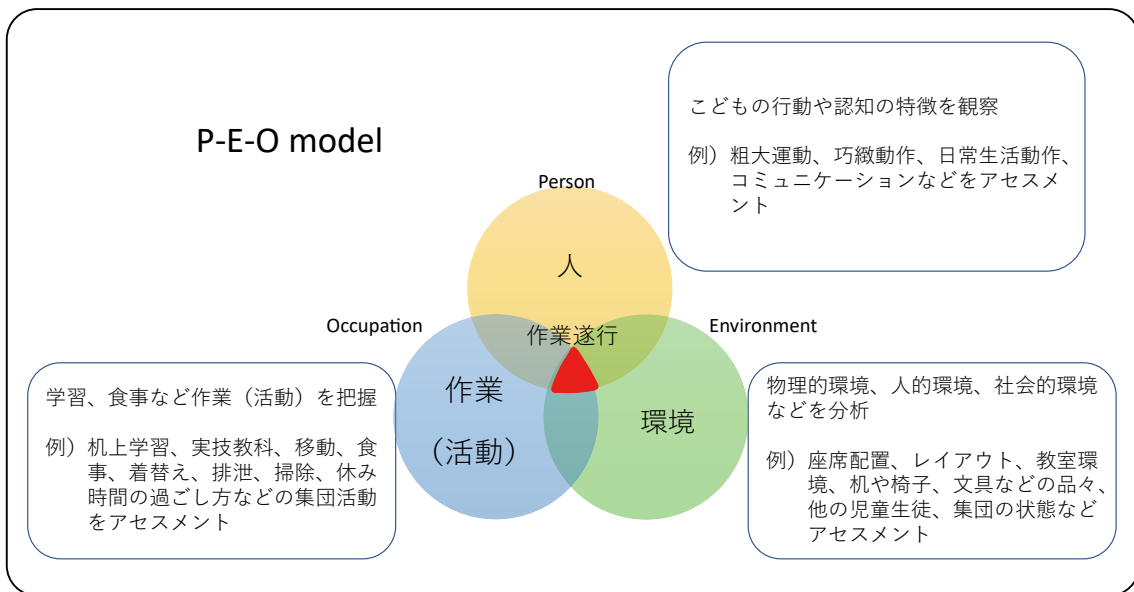 P-E-O model
こどもの行動や認知の特徴を観察
例）粗大運動、巧緻動作、日常生活動作、
コミュニケーションなどをアセスメ
ント
Person
人
Occupation
作業遂行
Environment
学習、食事など作業（活動）を把握
例）机上学習、実技教科、移動、食
事、着替え、排泄、掃除、休み
時間の過ごし方などの集団活動
をアセスメント
作業
（活動）
環境
物理的環境、人的環境、社会的環境
などを分析
例）座席配置、レイアウト、教室環
境、机や椅子、文具などの品々、
他の児童生徒、集団の状態など
アセスメント